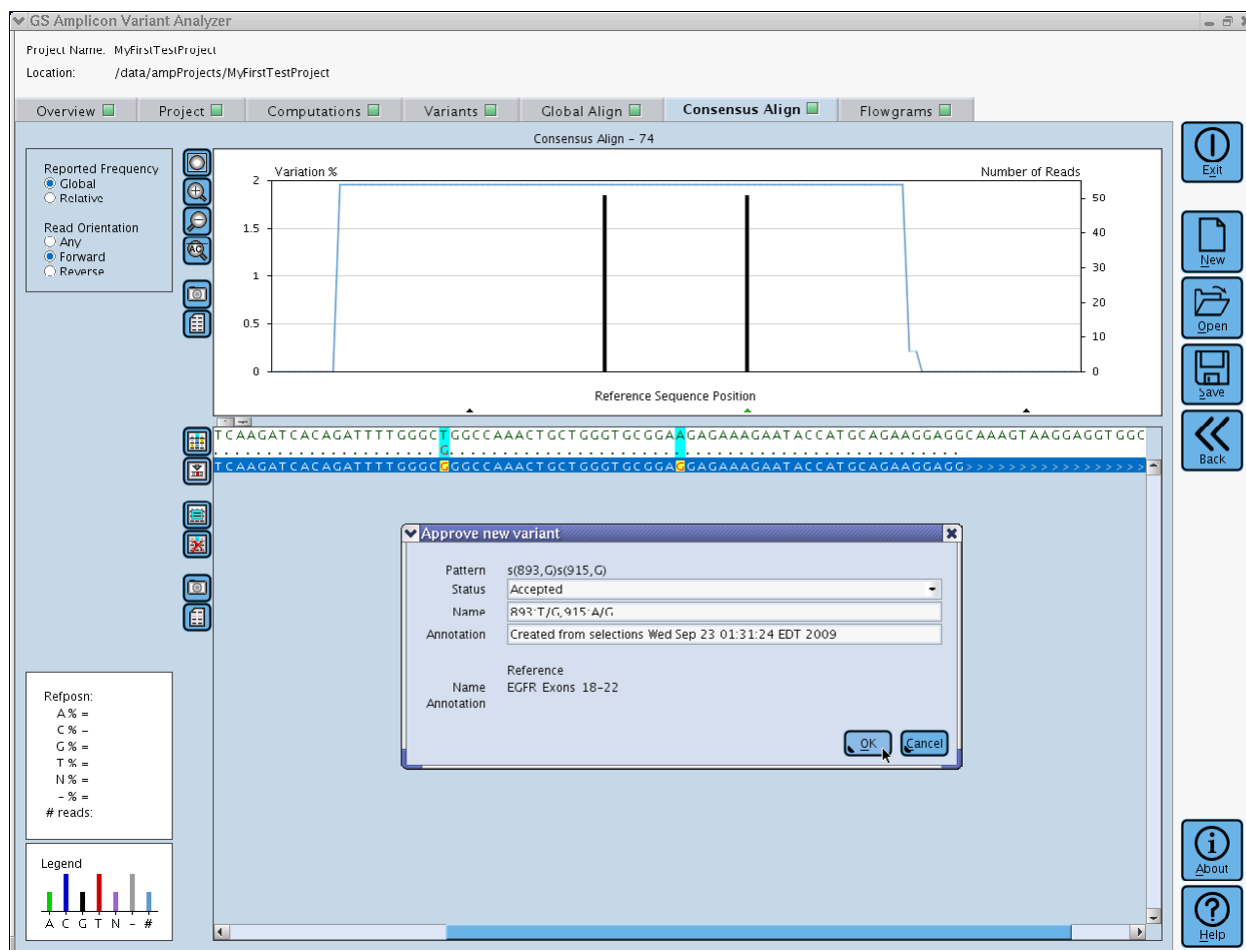 GS Amplicon Variant Analyzer
Project Name: MyFirstTestProject
Location: /data/ampProjects/MyFirstTestProject
Overview Project Computations Variants Global Align Consensus Align Flowgrams
Consensus Align - 74
Reported Frequency
Global
Relative
Read Orientation
Any
Forward
Reverse
AC
Variation % Number of Reads
2
1.5
1
0.5
0
50
40
30
20
10
0
Reference Sequence Position
TCAAGATCACAGATTTTGGGCTGGCCAAACTGCTGGGTGCGGAAGAGAAAGAATACCATGCAGAAGGAGGCAAAGTAAGGAGGTGGC
.....................G................................................
TCAAGATCACAGATTTTGGGCGGGCCAAACTGCTGGGTGCGGAGGAGAAAGAATACCATGCAGAAGGAGG>>>>>>>>>>>>>>>>>
Approve new variant
Pattern s(893,G)s(915,G)
Status Accepted
Name 893:T/G,915:A/G
Annotation Created from selections Wed Sep 23 01:31:24 EDT 2009
Reference
Name EGFR Exons 18-22
Annotation
OK Cancel
Refposn:
A % =
C % =
G % =
T % =
N % =
- % =
# reads:
Legend
A C G T N - #
Exit
New
Open
Save
Back
About
Help